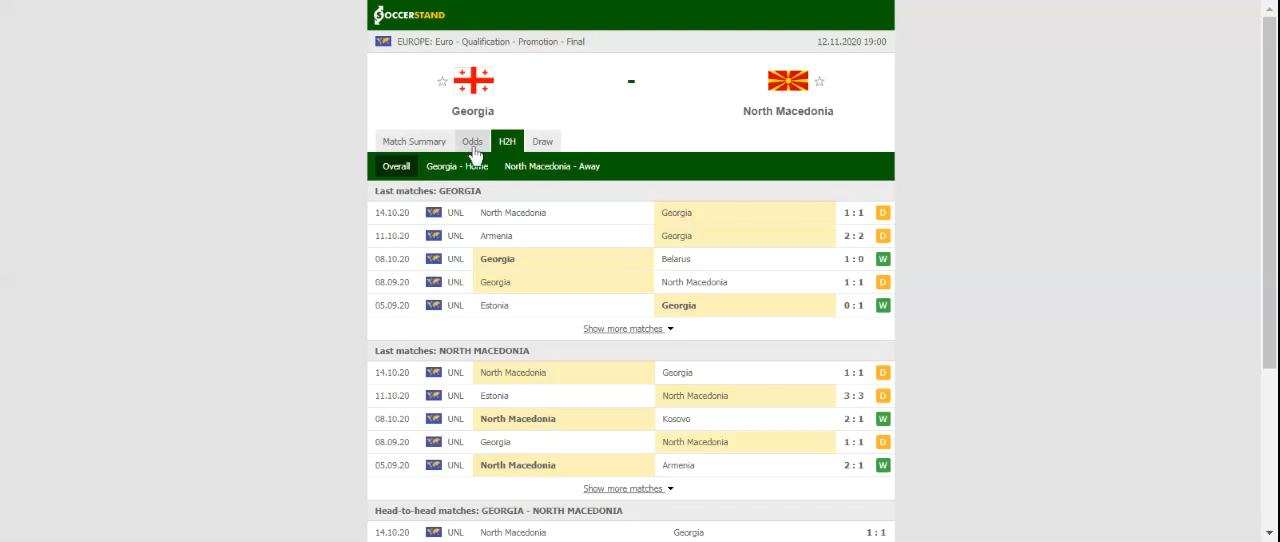 SOCCERSTAND
EUROPE: Euro - Qualification - Promotion - Final 12.11.2020 19:00
-
Georgia North Macedonia
Match Summary Odds H2H Draw
Overall Georgia - Home North Macedonia - Away
Last matches: GEORGIA
14.10.20 UNL North Macedonia Georgia 1 : 1 D
11.10.20 UNL Armenia Georgia 2 : 2 D
08.10.20 UNL Georgia Belarus 1 : 0 W
08.09.20 UNL Georgia North Macedonia 1 : 1 D
05.09.20 UNL Estonia Georgia 0 : 1 W
Show more matches
Last matches: NORTH MACEDONIA
14.10.20 UNL North Macedonia Georgia 1 : 1 D
11.10.20 UNL Estonia North Macedonia 3 : 3 D
08.10.20 UNL North Macedonia Kosovo 2 : 1 W
08.09.20 UNL Georgia North Macedonia 1 : 1 D
05.09.20 UNL North Macedonia Armenia 2 : 1 W
Show more matches
Head-to-head matches: GEORGIA - NORTH MACEDONIA
14.10.20 UNL North Macedonia Georgia 1 : 1